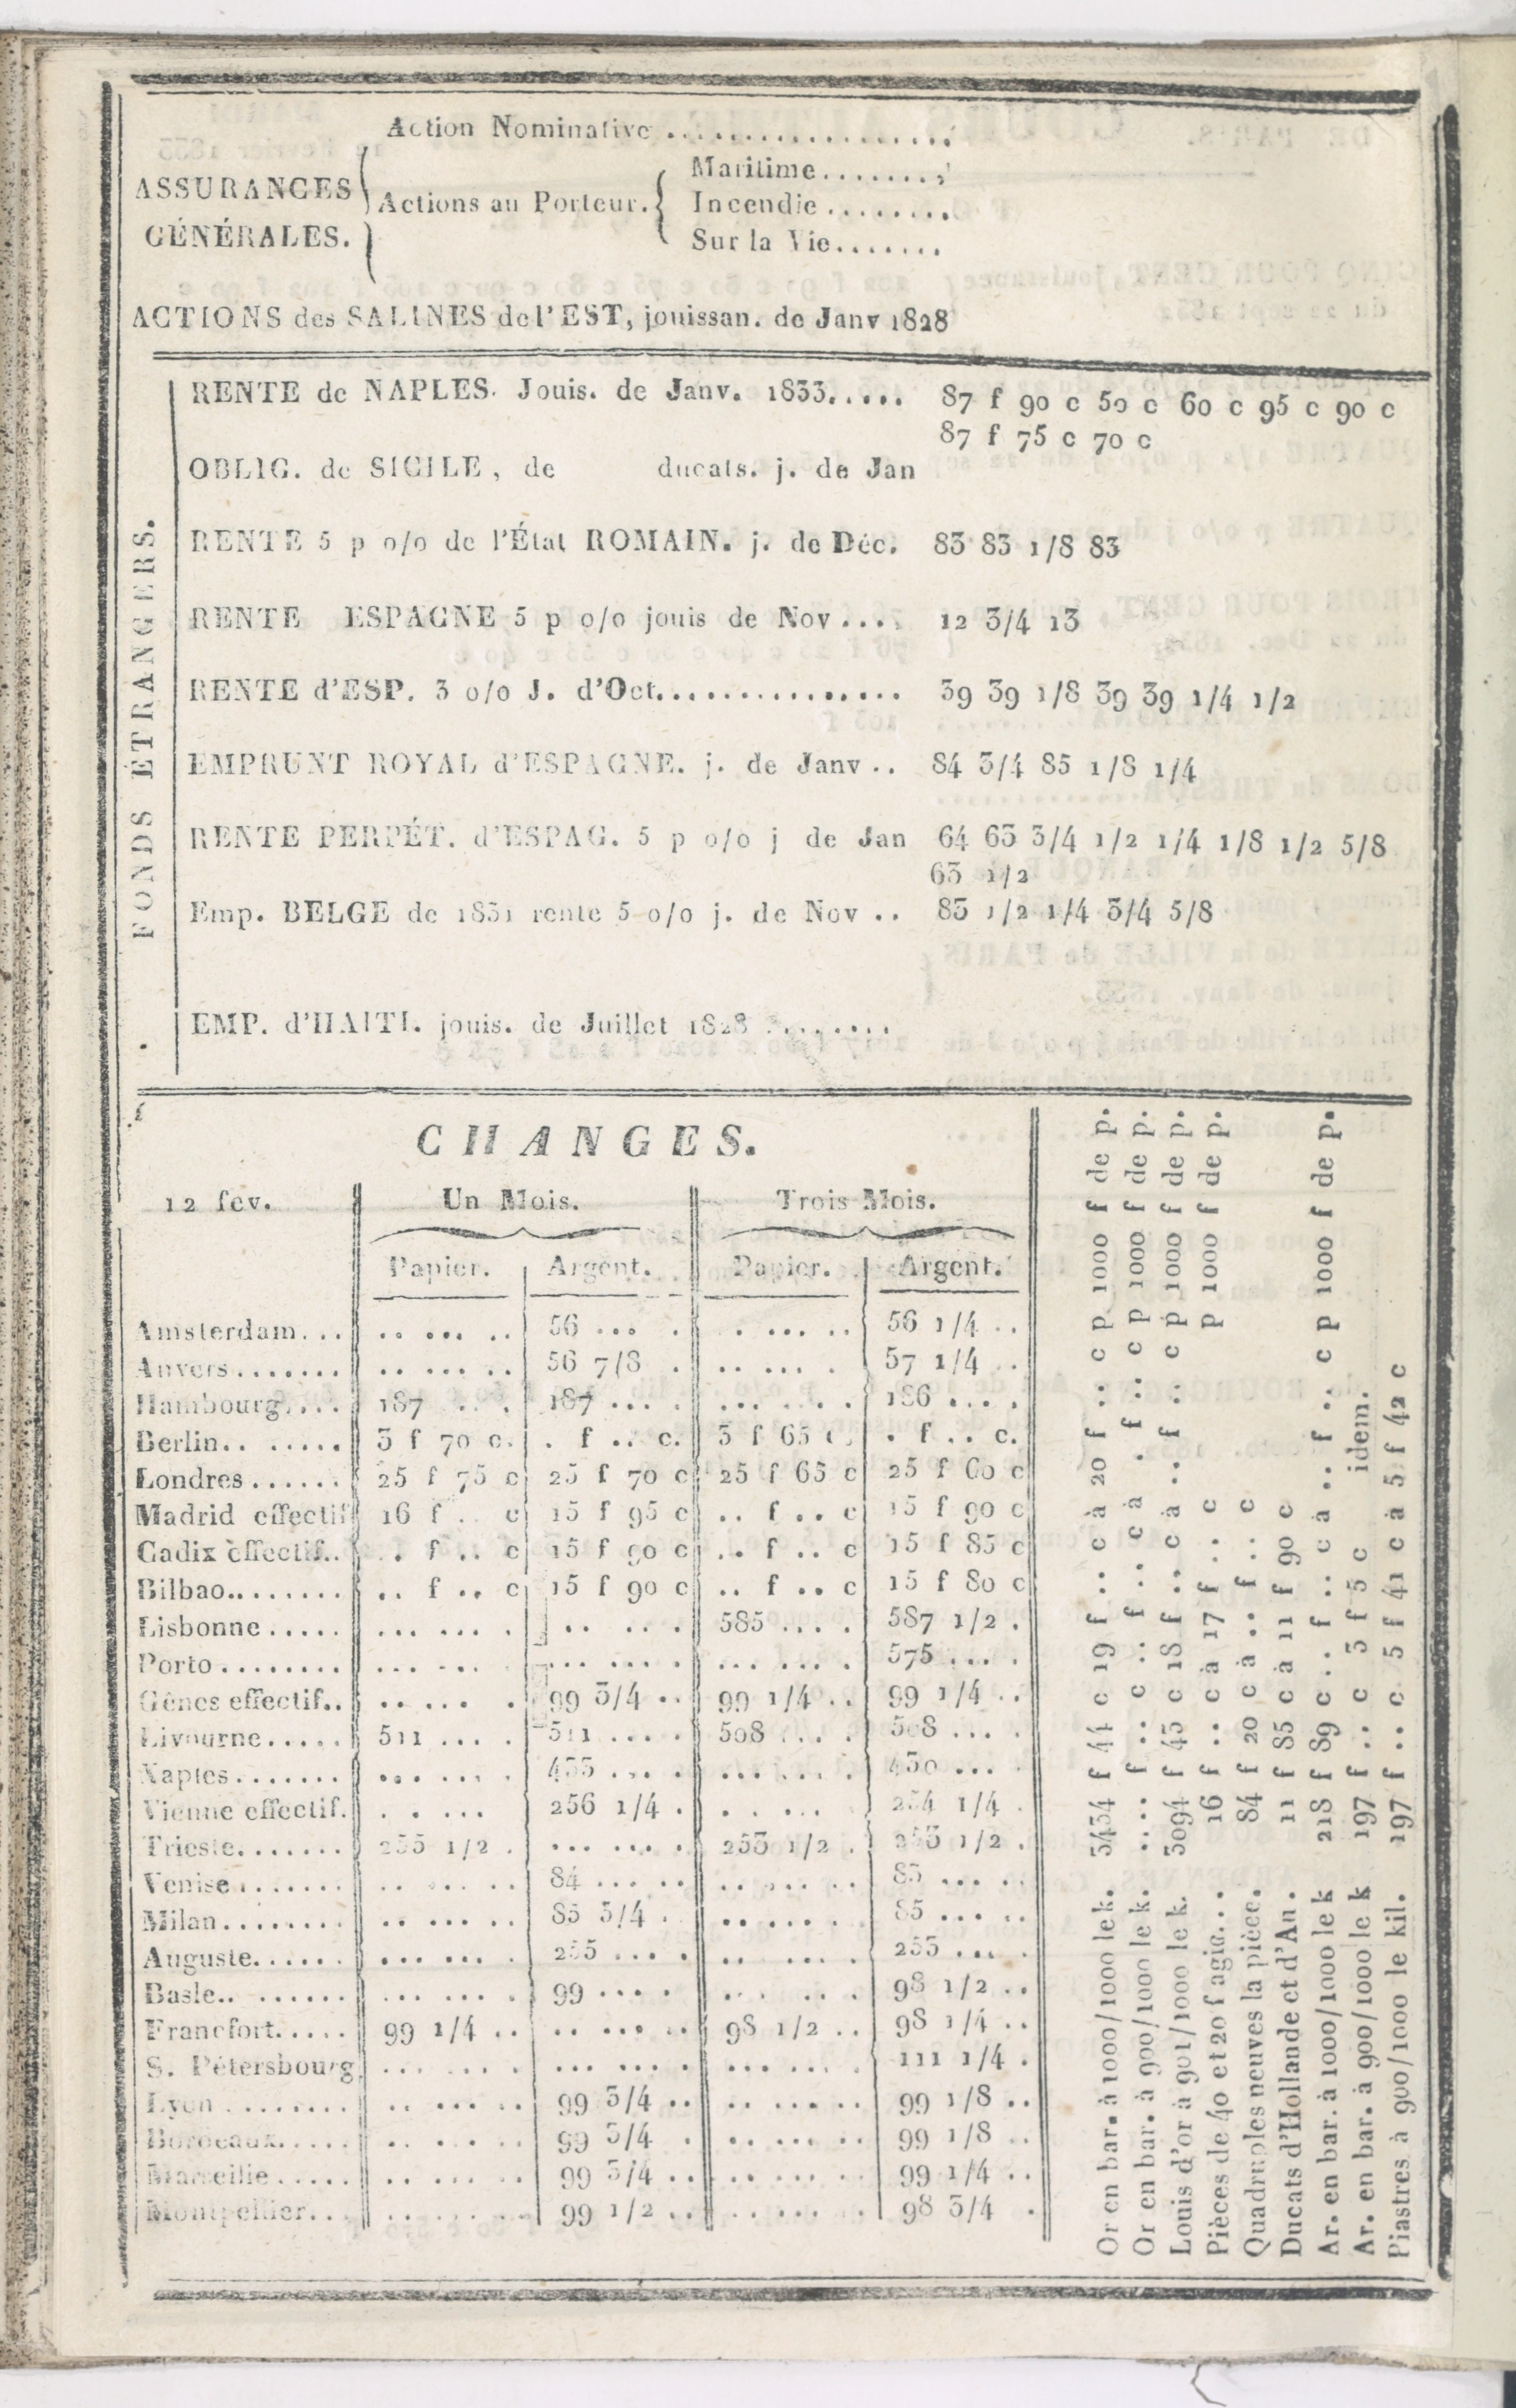 Action Nominative ..................
ASSURANCES
GÉNÉRALES.
Actions au Porteur.
Maritime........
Incendie ........
Sur la Vie.......
ACTIONS des SALINES de l'EST, jouissan. de Janv 1828
FONDS ÉTRANGERS.
RENTE de NAPLES. Jouis. de Janv. 1833..... 87 f 90 c 50 c 60 c 95 c 90 c
87 f 75 c 70 c
OBLIG. de SICILE, de ducats. j. de Jan
RENTE 5 p o/o de l'État ROMAIN. j. de Déc. 83 83 1/8 83
RENTE ESPAGNE 5 p o/o jouis de Nov .... 12 3/4 13
RENTE d'ESP. 3 o/o J. d'Oct............... 39 39 1/8 39 39 1/4 1/2
EMPRUNT ROYAL d'ESPAGNE. j. de Janv .. 84 3/4 85 1/8 1/4
RENTE PERPÉT. d'ESPAG. 5 p o/o j de Jan 64 63 3/4 1/2 1/4 1/8 1/2 5/8
63 1/2
Emp. BELGE de 1831 rente 5 o/o j. de Nov .. 83 1/2 1/4 3/4 5/8
EMP. d'HAITI. jouis. de Juillet 1828 ........
CHANGES.
12 fev. Un Mois. Trois Mois.
Papier. Argent. Papier. Argent.
Amsterdam... .. ... .. 56 ... . . ... .. 56 1/4 ..
Anvers....... .. ... .. 56 7/8 . .. ... . 57 1/4 ..
Hambourg.... 187 ... . 187 ... . ... ... . 186 ... .
Berlin.. ..... 3 f 70 c. . f .. c. 3 f 65 c. . f .. c.
Londres...... 25 f 75 c 25 f 70 c 25 f 65 c 25 f 60 c
Madrid effectif 16 f .. c 15 f 95 c .. f .. c 15 f 90 c
Cadix effectif.. .. f .. c 15 f 90 c .. f .. c 15 f 85 c
Bilbao........ .. f .. c 15 f 90 c .. f .. c 15 f 80 c
Lisbonne ..... ... ... . .. ... . 585 .... . 587 1/2 .
Porto ........ ... ... ... ... . ... ... . 575 ... .
Gênes effectif.. .. ... . 99 3/4 .. 99 1/4 .. 99 1/4 ..
Livourne..... 511 ... . 511 ... . 508 ... . 508 ... .
Naples....... ... ... . 435 ... . ... ... . 430 ... .
Vienne effectif. . . ... 256 1/4 . . . ... 254 1/4 .
Trieste....... 255 1/2 . ... ... . 253 1/2 . 253 1/2 .
Venise ....... .. ... .. 84 ... .. .. ... .. 83 ... ..
Milan........ .. ... .. 85 3/4 . .. ... . 85 ... ..
Auguste...... ... ... . 255 ... . .. ... . 253 ... .
Basle.. ...... ... ... . 99 ... . .. ... . 98 1/2 ..
Francfort..... 99 1/4 .. .. ... .. 98 1/2 .. 98 1/4 ..
S. Pétersbourg ... ... . ... ... . ... ... . 111 1/4 .
Lyon ........ .. ... .. 99 3/4 .. .. ... .. 99 1/8 ..
Bordeaux..... .. ... .. 99 3/4 . .. ... .. 99 1/8 ..
Marseille ..... .. ... .. 99 3/4 .. .. ... .. 99 1/4 ..
Montpellier... .. ... .. 99 1/2 .. .. ... .. 98 3/4 .
Or en bar. à 1000/1000 le k. 3434 f 44 c 19 f .. c à 20 f .. c p 1000 f de p.
Or en bar. à 900/1000 le k. .... f .. c .. f .. c à . f .. c p 1000 f de p.
Louis d'or à 901/1000 le k. 3094 f 43 c 18 f .. c à .. f .. c p 1000 f de p.
Pièces de 40 et 20 f agio... 16 f .. c à 17 f .. c p 1000 f de p.
Quadruples neuves la pièce. 84 f 20 c à .. f .. c
Ducats d'Hollande et d'An . 11 f 85 c à 11 f 90 c
Ar. en bar. à 1000/1000 le k 218 f 89 c .. f .. c à .. f .. c p 1000 f de p.
Ar. en bar. à 900/1000 le k 197 f .. c 3 f 5 c idem.
Piastres à 900/1000 le kil. 197 f .. c 5 f 41 c à 5 f 42 c